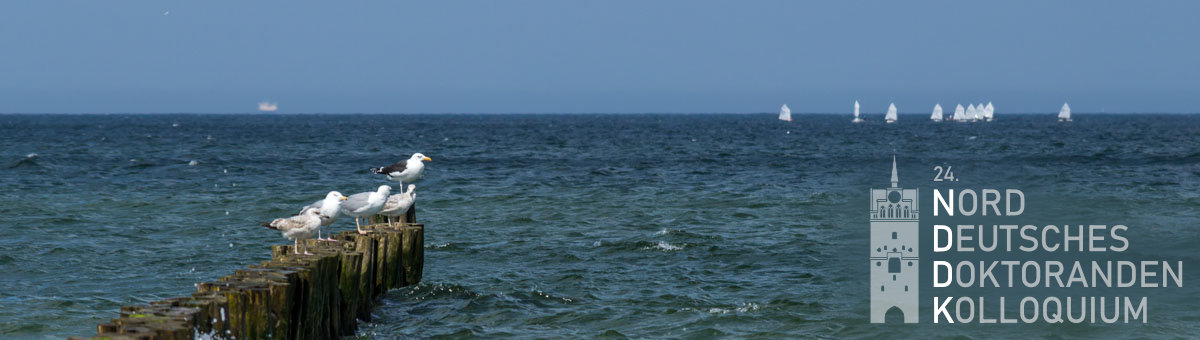 24.
NORD
DEUTSCHES
DOKTORANDEN
KOLLOQUIUM